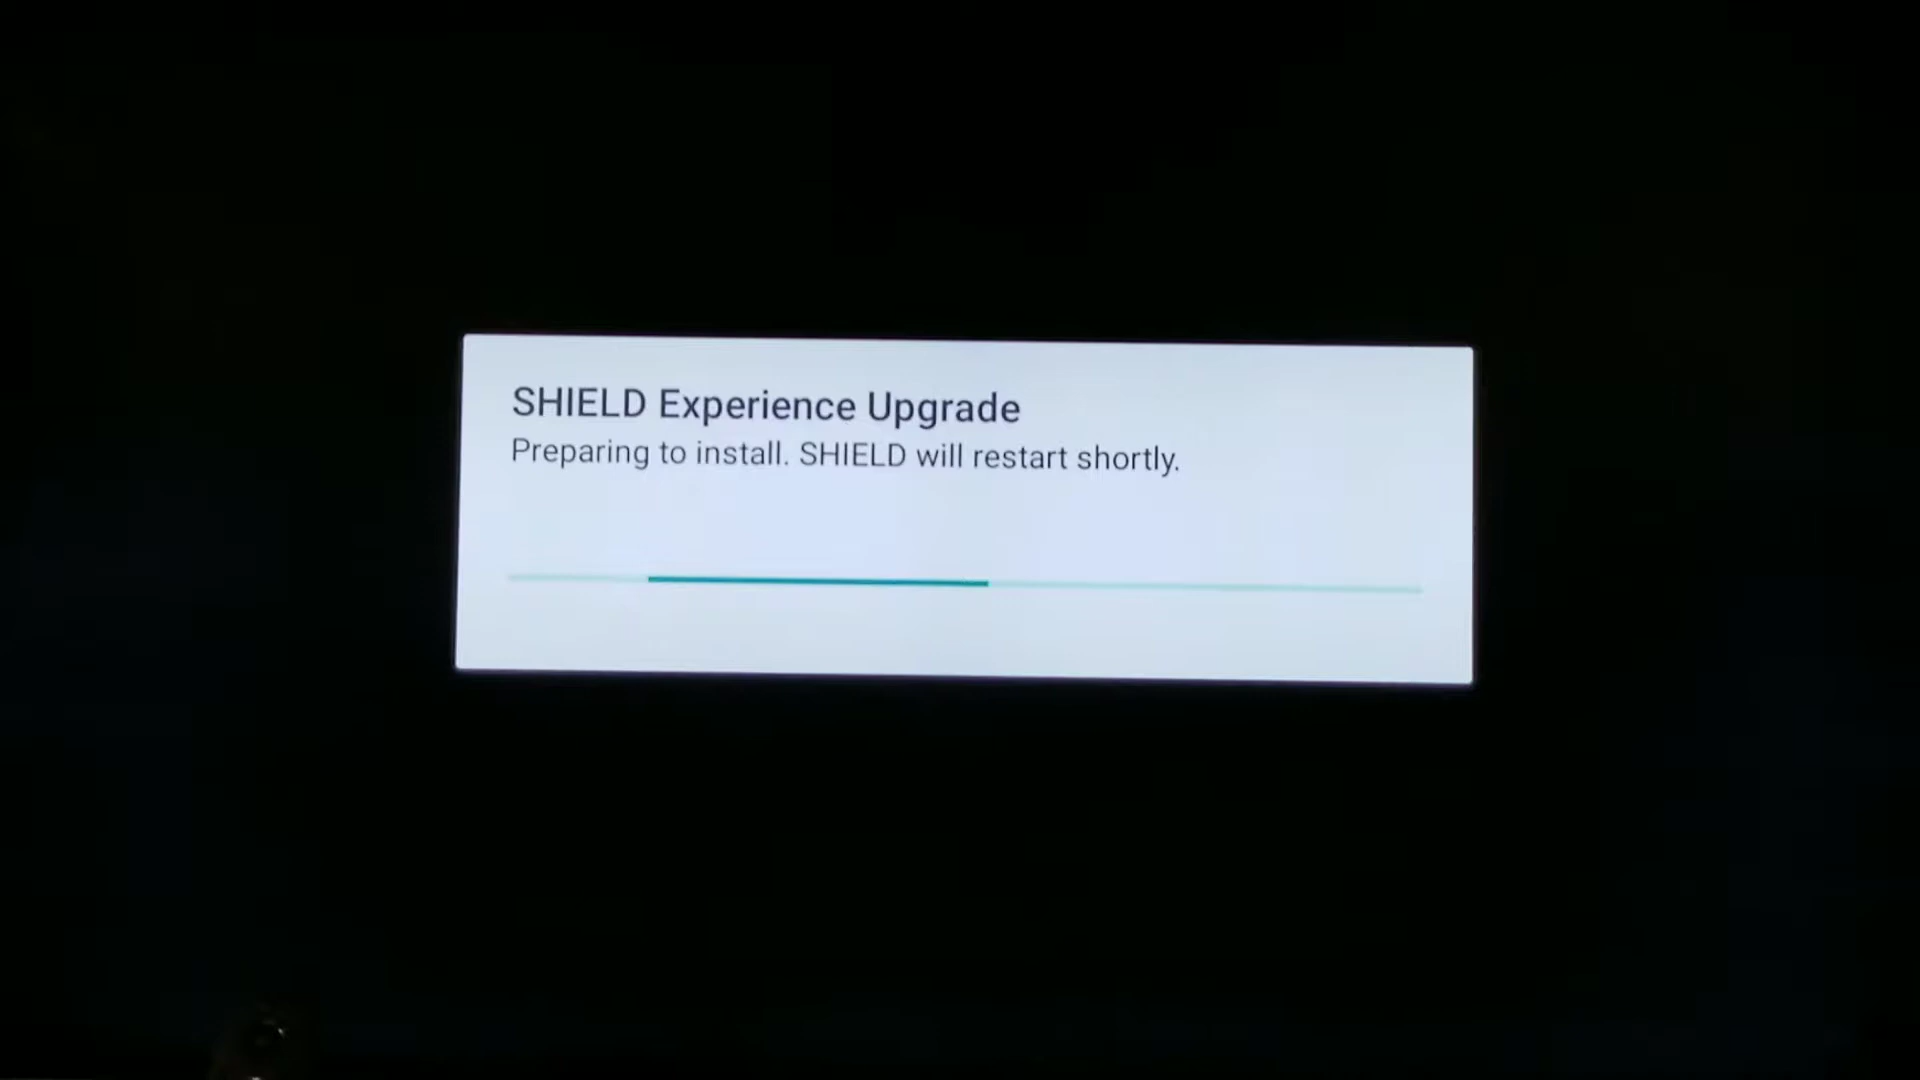 SHIELD Experience Upgrade
Preparing to install. SHIELD will restart shortly.